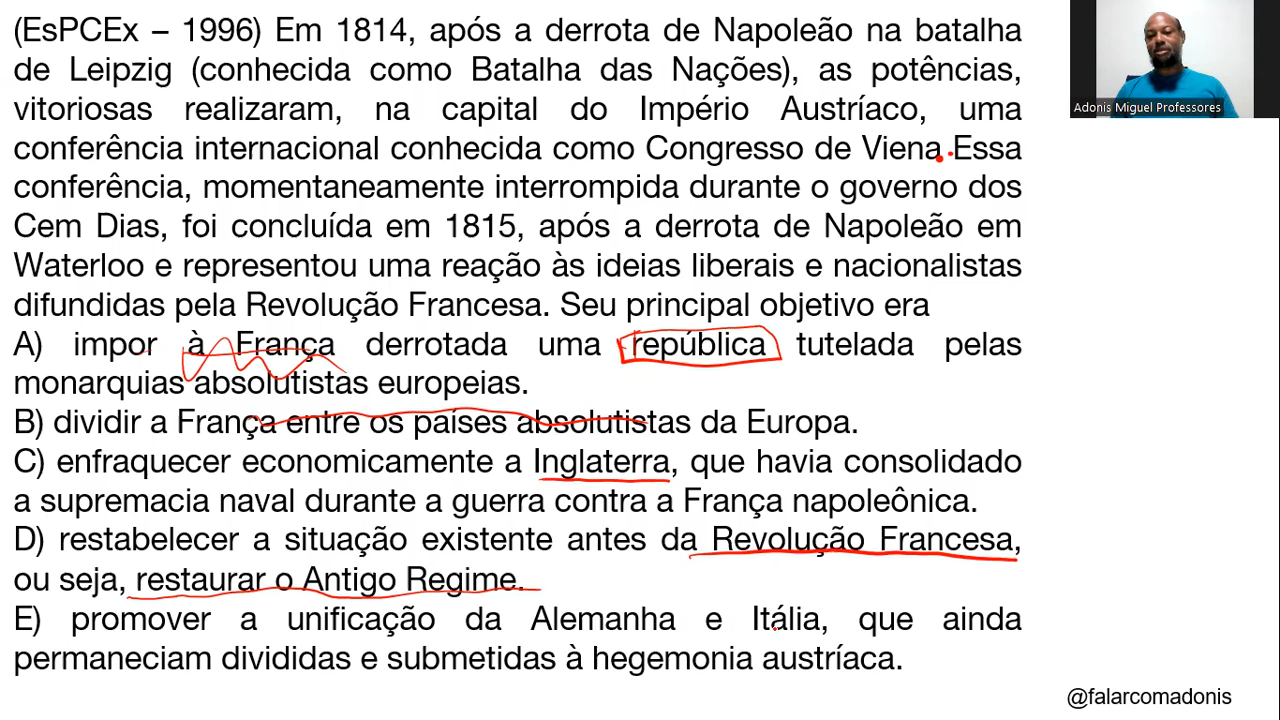 (EsPCEx – 1996) Em 1814, após a derrota de Napoleão na batalha
de Leipzig (conhecida como Batalha das Nações), as potências,
vitoriosas realizaram, na capital do Império Austríaco, uma
conferência internacional conhecida como Congresso de Viena. Essa
conferência, momentaneamente interrompida durante o governo dos
Cem Dias, foi concluída em 1815, após a derrota de Napoleão em
Waterloo e representou uma reação às ideias liberais e nacionalistas
difundidas pela Revolução Francesa. Seu principal objetivo era
A) impor à França derrotada uma república tutelada pelas
monarquias absolutistas europeias.
B) dividir a França entre os países absolutistas da Europa.
C) enfraquecer economicamente a Inglaterra, que havia consolidado
a supremacia naval durante a guerra contra a França napoleônica.
D) restabelecer a situação existente antes da Revolução Francesa,
ou seja, restaurar o Antigo Regime.
E) promover a unificação da Alemanha e Itália, que ainda
permaneciam divididas e submetidas à hegemonia austríaca.
Adonis Miguel Professores
@falarcomadonis